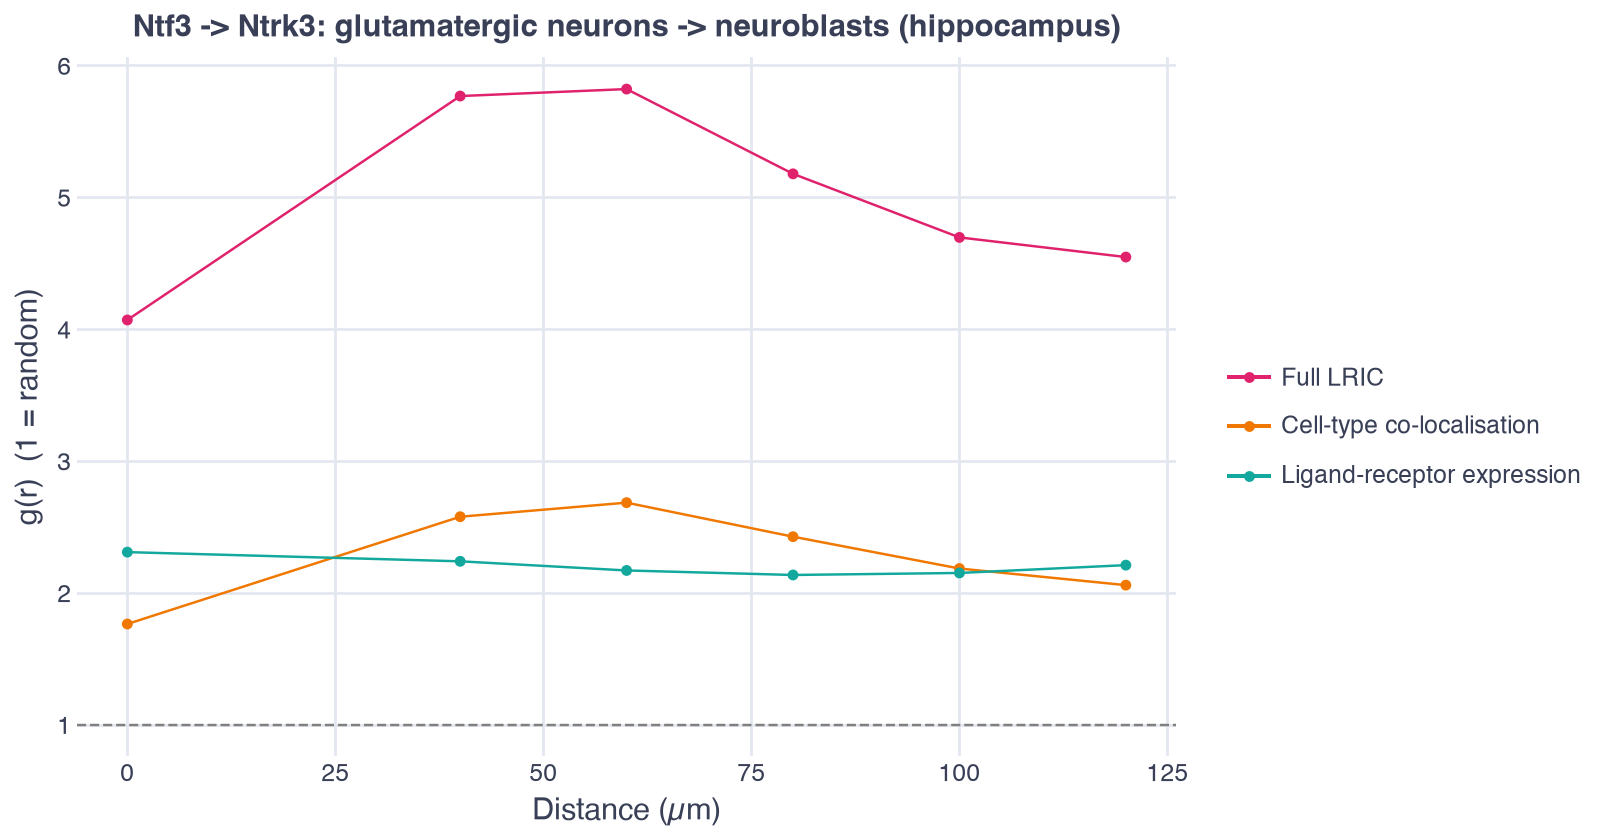 Ntf3 -> Ntrk3: glutamatergic neurons -> neuroblasts (hippocampus)
6
5
4
3
2
1
g(r)  (1 = random)
0
25
50
75
100
125
Distance (μm)
Full LRIC
Cell-type co-localisation
Ligand-receptor expression